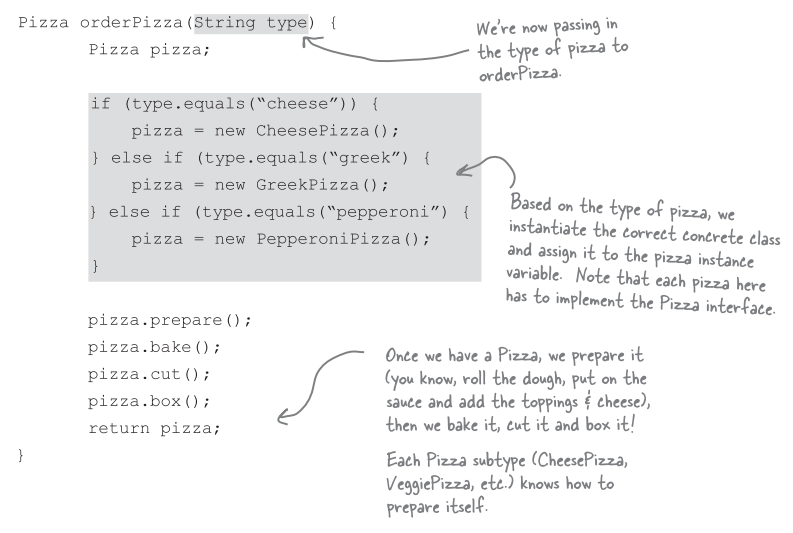 Pizza orderPizza(String type) {
Pizza pizza;
We're now passing in
the type of pizza to
orderPizza.
if (type.equals(“cheese”)) {
pizza = new CheesePizza();
} else if (type.equals(“greek”) {
pizza = new GreekPizza();
} else if (type.equals(“pepperoni”) {
pizza = new PepperoniPizza();
}
Based on the type of pizza, we
instantiate the correct concrete class
and assign it to the pizza instance
variable. Note that each pizza here
has to implement the Pizza interface.
pizza.prepare();
pizza.bake();
pizza.cut();
pizza.box();
return pizza;
}
Once we have a Pizza, we prepare it
(you know, roll the dough, put on the
sauce and add the toppings & cheese),
then we bake it, cut it and box it!
Each Pizza subtype (CheesePizza,
VeggiePizza, etc.) knows how to
prepare itself.